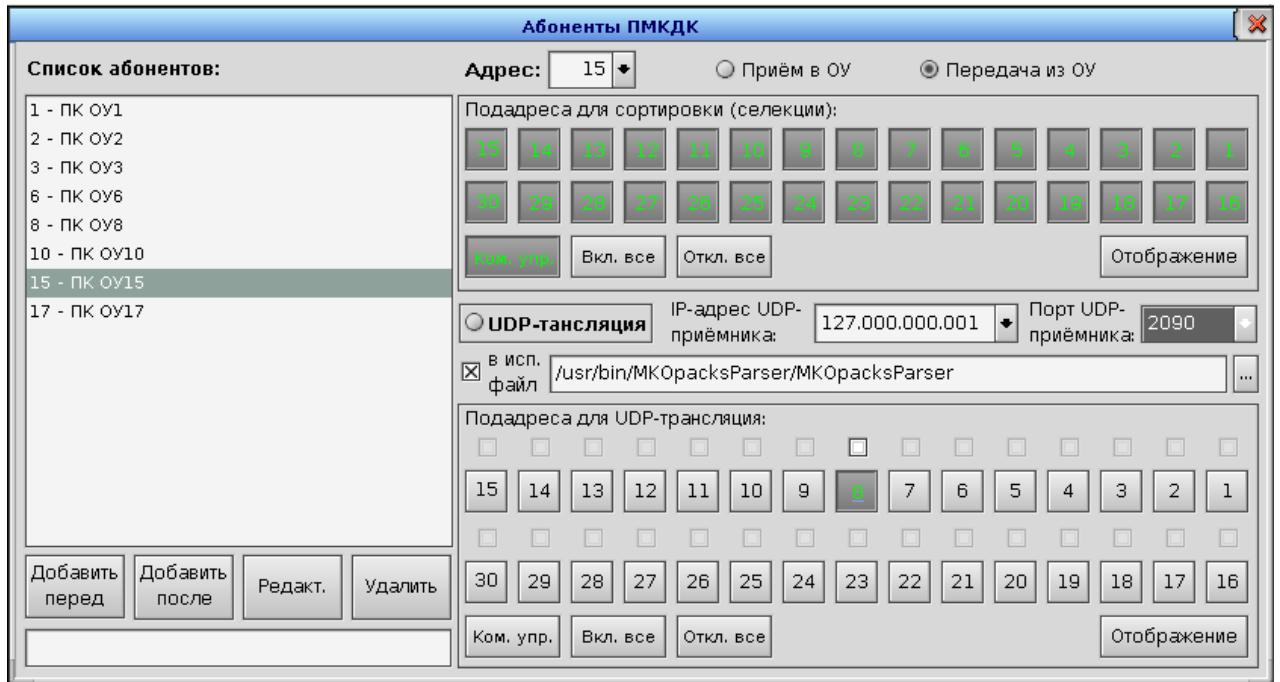 Абоненты ПМКДК
Список абонентов:
Адрес: 15 Приём в ОУ Передача из ОУ
1 - ПК ОУ1
2 - ПК ОУ2
3 - ПК ОУ3
6 - ПК ОУ6
8 - ПК ОУ8
10 - ПК ОУ10
15 - ПК ОУ15
17 - ПК ОУ17
Добавить перед
Добавить после
Редакт.
Удалить
Подадреса для сортировки (селекции):
15 14 13 12 11 10 9 8 7 6 5 4 3 2 1
30 29 28 27 26 25 24 23 22 21 20 19 18 17 16
Ком. упр. Вкл. все Откл. все Отображение
UDP-тансляция
IP-адрес UDP-
приёмника:
127.000.000.001
Порт UDP-
приёмника:
2090
в исп.
файл
/usr/bin/MKOpacksParser/MKOpacksParser
...
Подадреса для UDP-трансляция:
15 14 13 12 11 10 9 8 7 6 5 4 3 2 1
30 29 28 27 26 25 24 23 22 21 20 19 18 17 16
Ком. упр. Вкл. все Откл. все Отображение